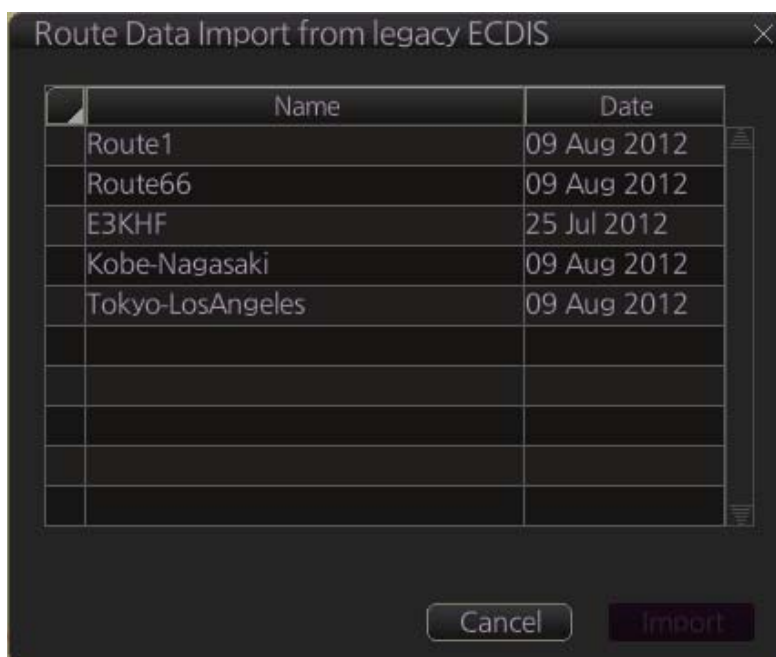 Route Data Import from legacy ECDIS
Name Date
Route1 09 Aug 2012
Route66 09 Aug 2012
E3KHF 25 Jul 2012
Kobe-Nagasaki 09 Aug 2012
Tokyo-LosAngeles 09 Aug 2012
Cancel Import